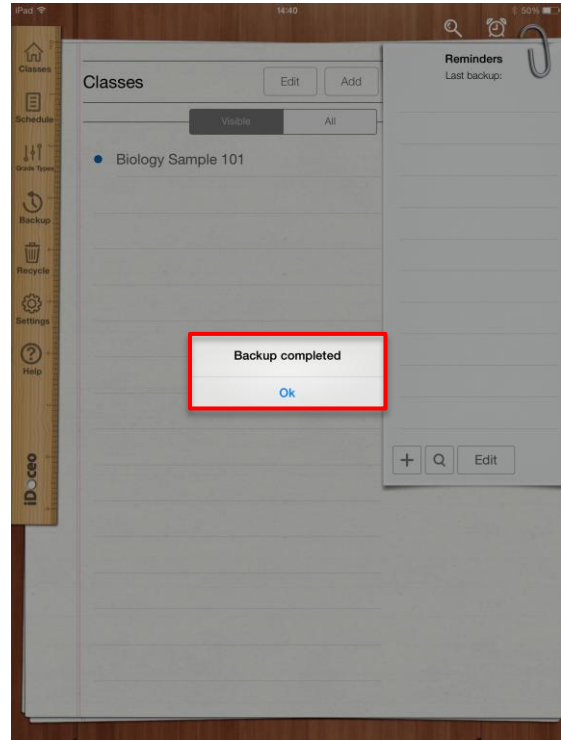 iPad 14:40 50%
Classes
Schedule
Grade Types
Backup
Recycle
Settings
Help
iDoceo
Classes Edit Add
Visible All
Biology Sample 101
Reminders
Last backup:
Edit
Backup completed
Ok